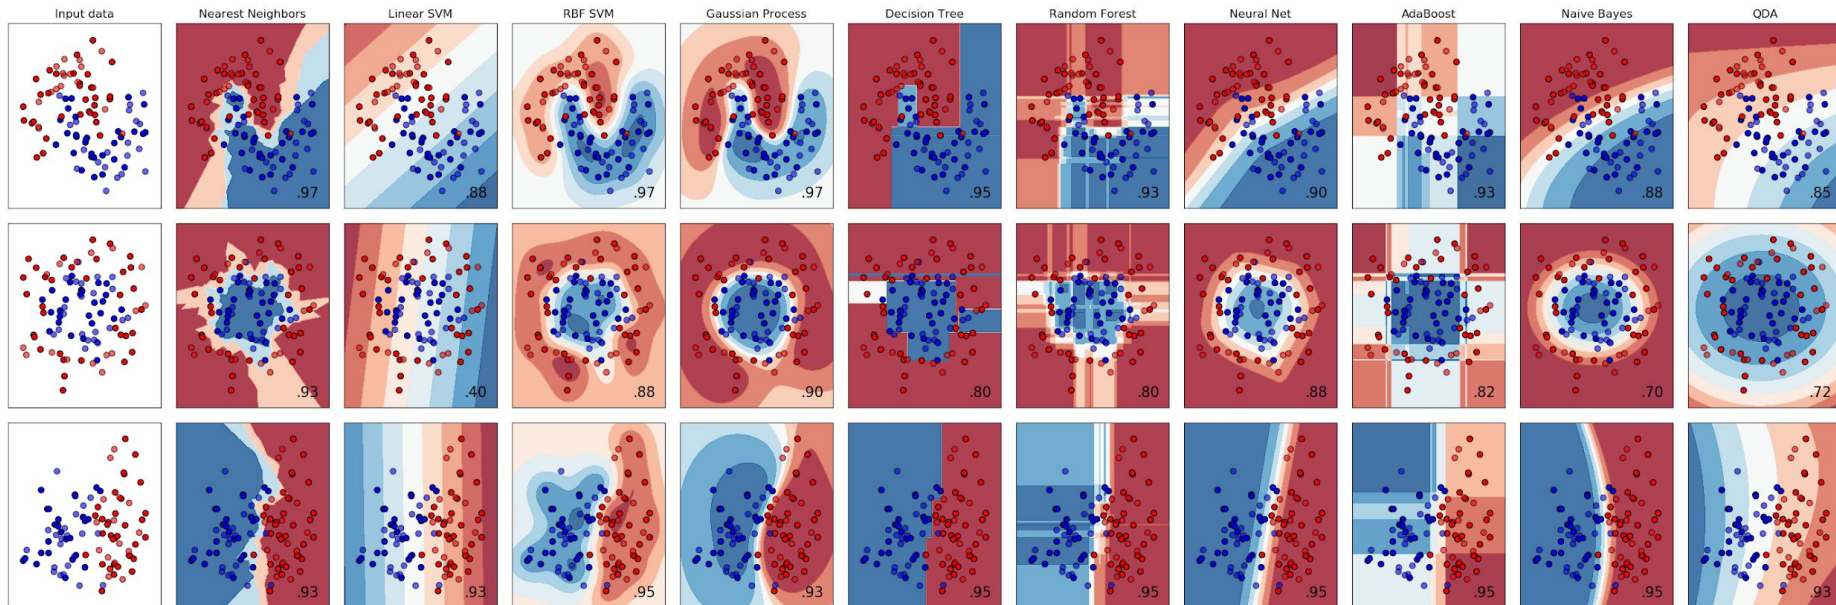 Input data Nearest Neighbors Linear SVM RBF SVM Gaussian Process Decision Tree Random Forest Neural Net AdaBoost Naive Bayes QDA
.97 .88 .97 .97 .95 .93 .90 .93 .88 .85
.93 .40 .88 .90 .80 .80 .88 .82 .70 .72
.93 .93 .95 .93 .95 .95 .95 .95 .95 .93